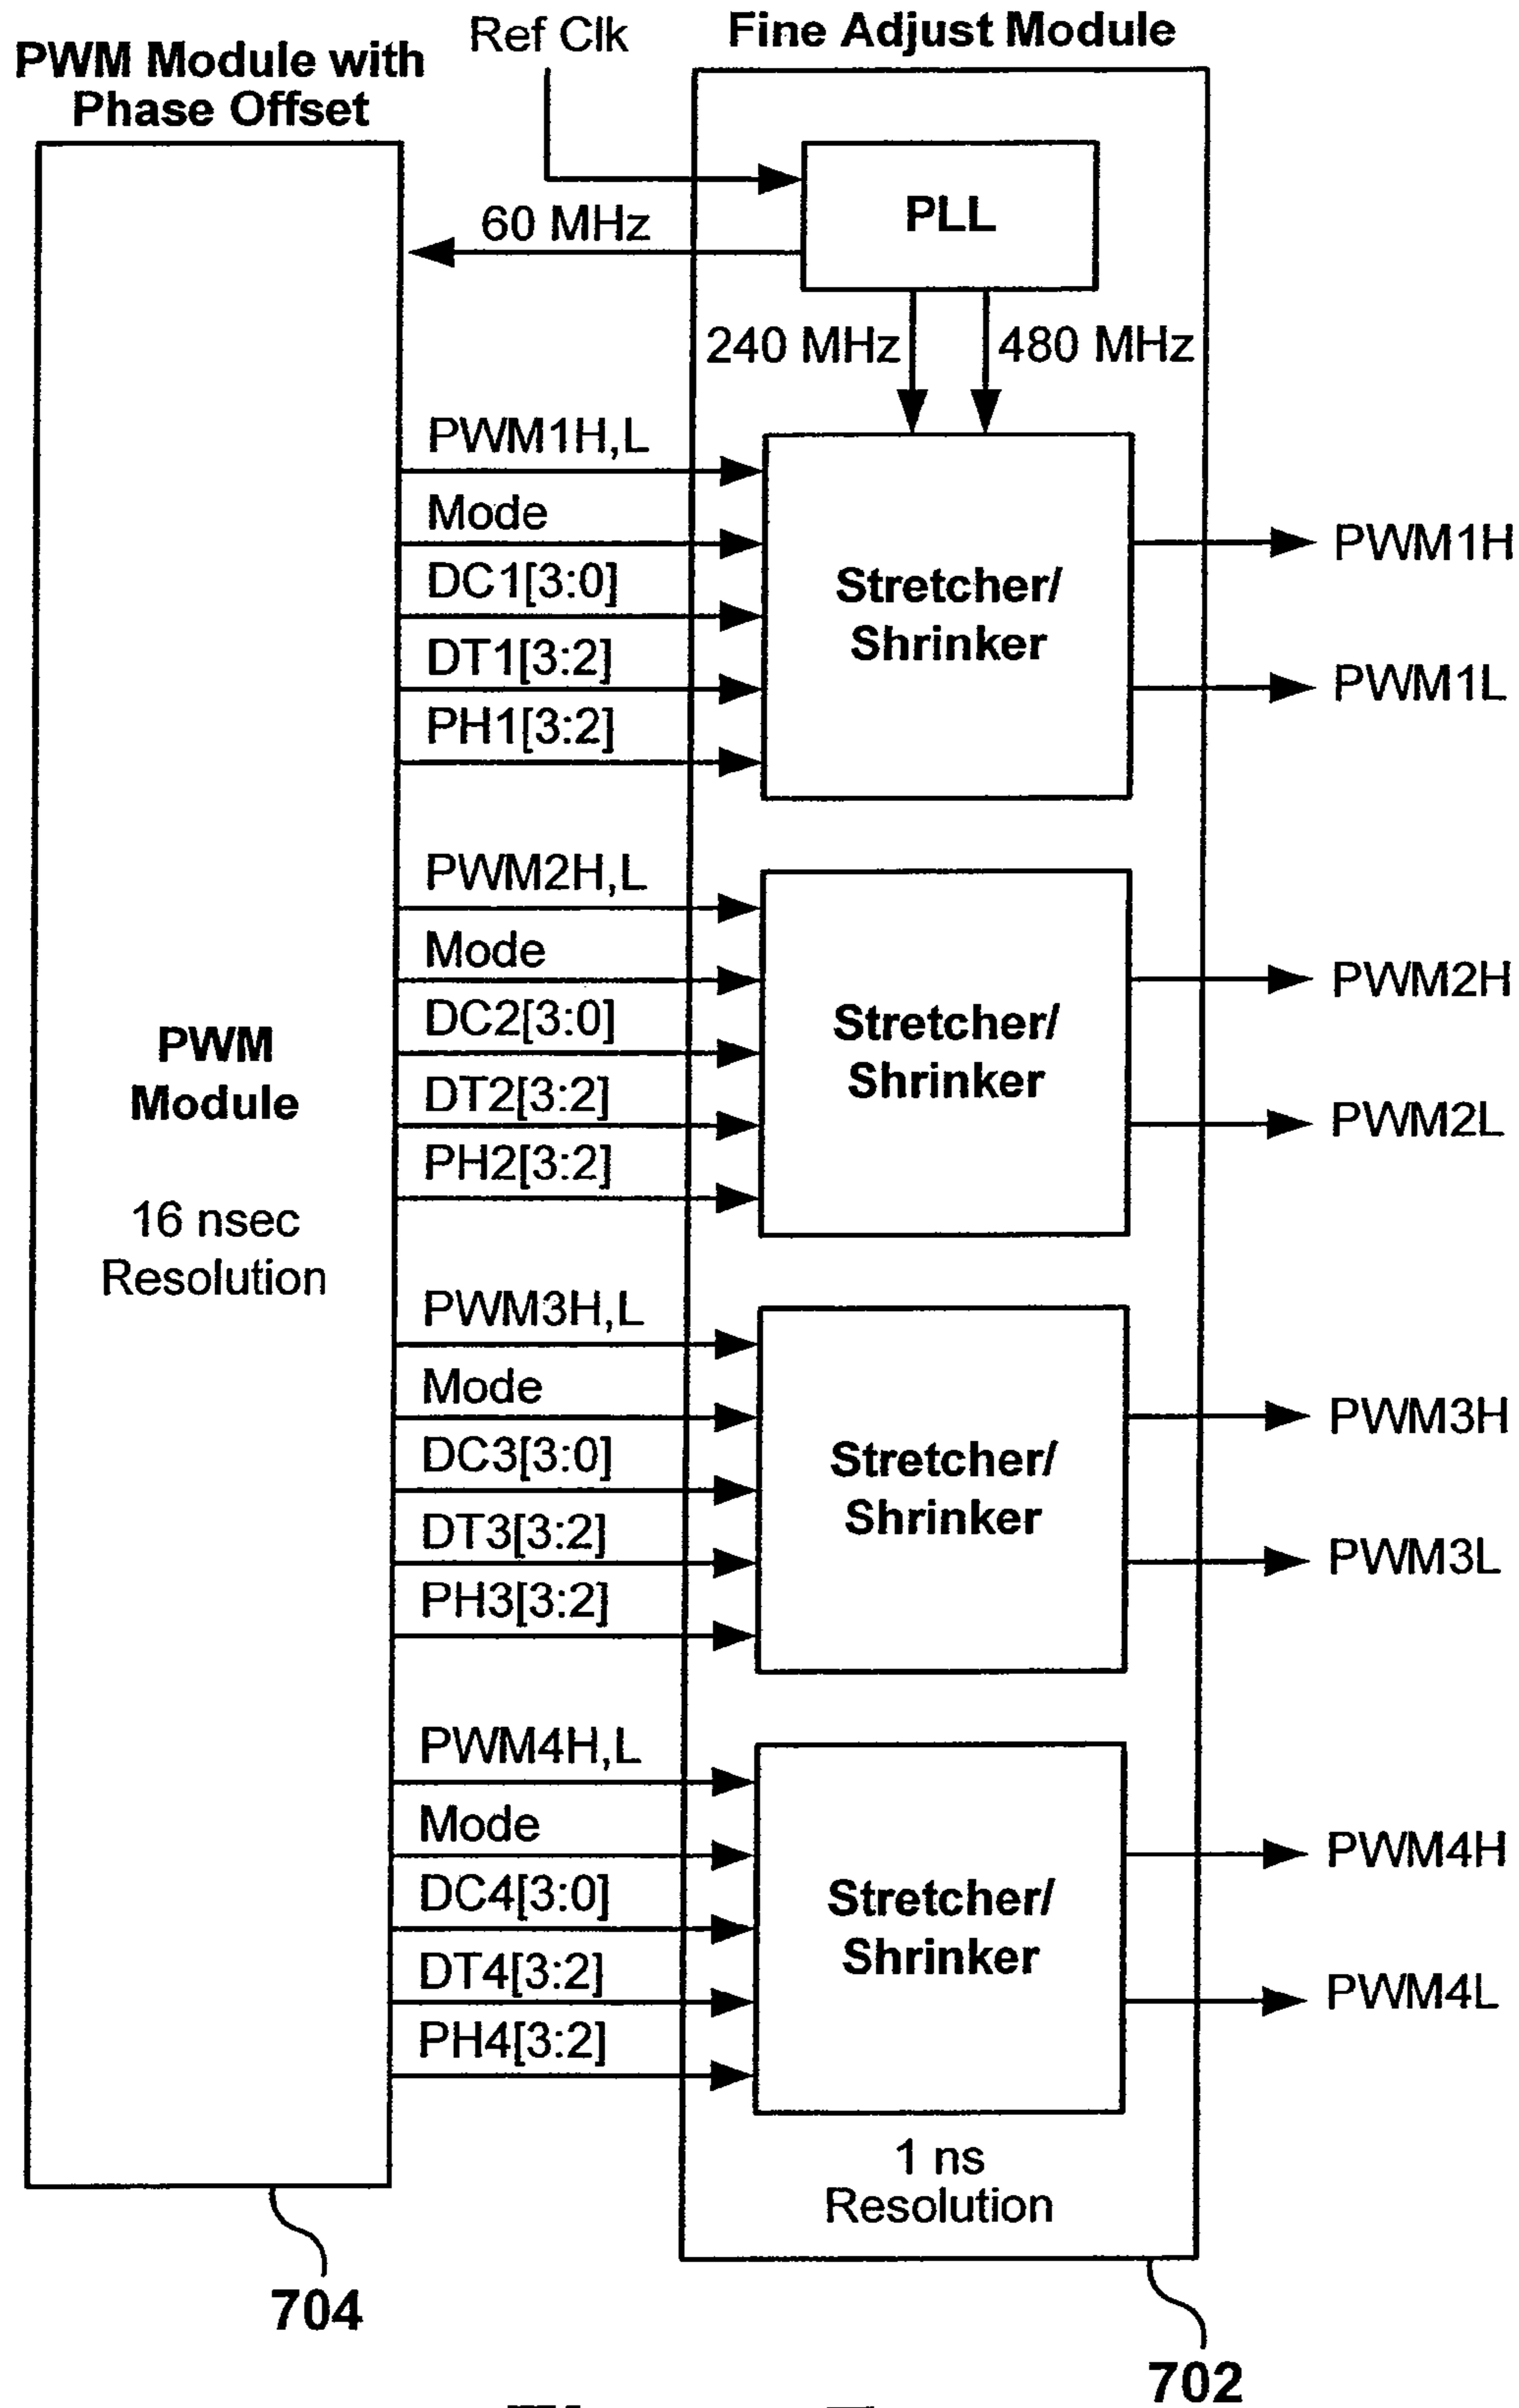 Ref Clk
Fine Adjust Module
PWM Module with
Phase Offset
PLL
60 MHz
240 MHz
480 MHz
PWM1H,L
Mode
DC1[3:0]
DT1[3:2]
PH1[3:2]
Stretcher/
Shrinker
PWM1H
PWM1L
PWM2H,L
Mode
DC2[3:0]
DT2[3:2]
PH2[3:2]
Stretcher/
Shrinker
PWM2H
PWM2L
PWM
Module
16 nsec
Resolution
PWM3H,L
Mode
DC3[3:0]
DT3[3:2]
PH3[3:2]
Stretcher/
Shrinker
PWM3H
PWM3L
PWM4H,L
Mode
DC4[3:0]
DT4[3:2]
PH4[3:2]
Stretcher/
Shrinker
PWM4H
PWM4L
1 ns
Resolution
704
702